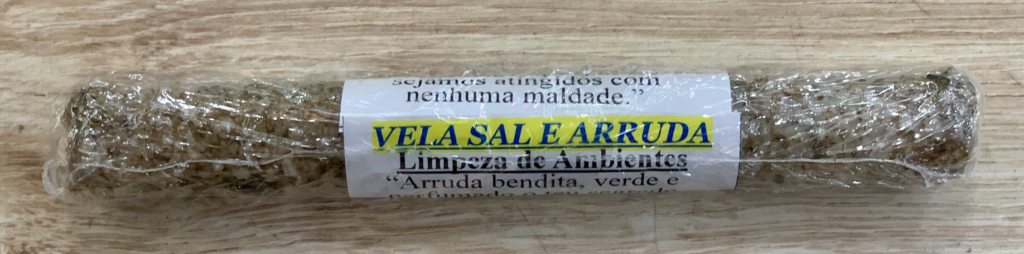 sejamos atingidos com
nenhuma maldade."
VELA SAL E ARRUDA
Limpeza de Ambientes
"Arruda bendita, verde e